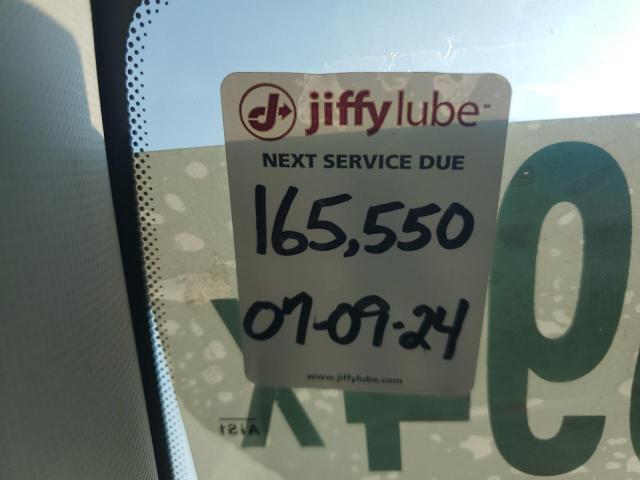 jiffy lube
NEXT SERVICE DUE
165,550
07-09-24
www.jiffylube.com